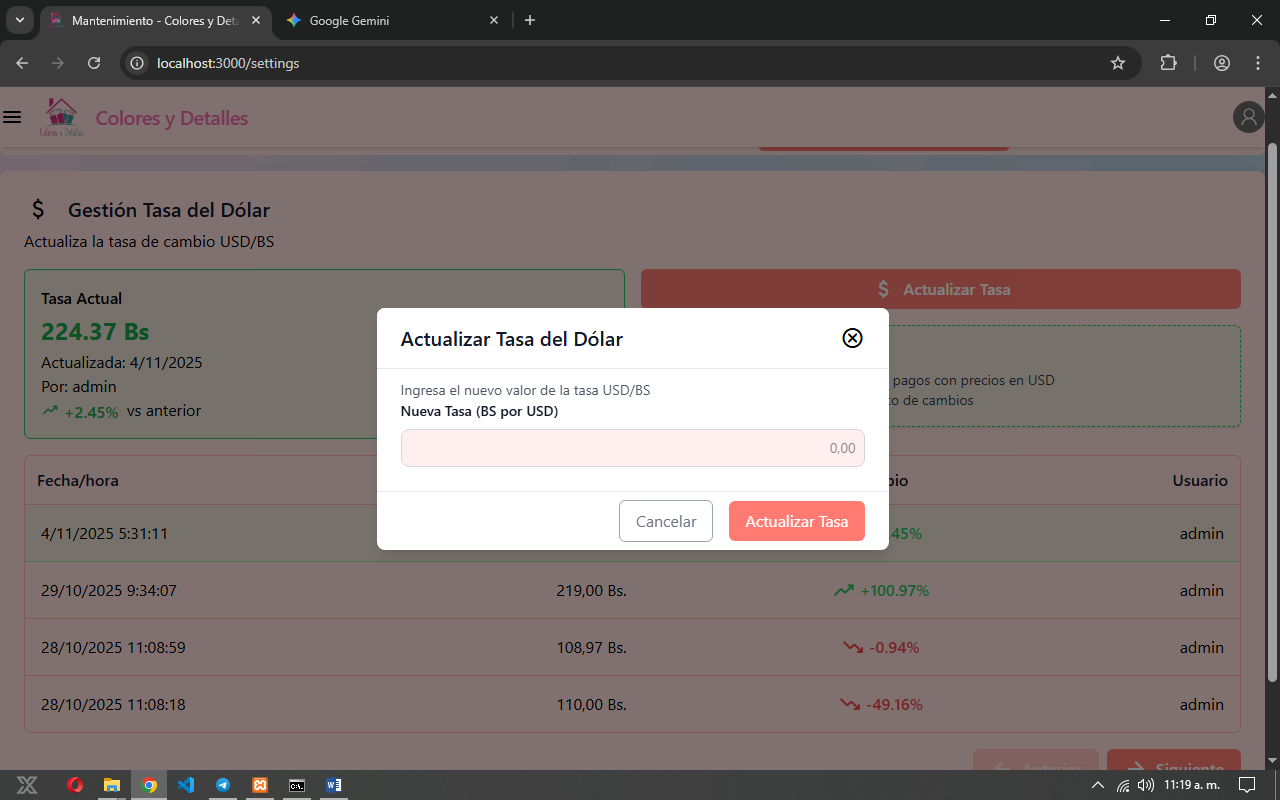 Mantenimiento - Colores y Deta
Google Gemini
localhost:3000/settings
Colores y Detalles
Colores y Detalles
$ Gestión Tasa del Dólar
Actualiza la tasa de cambio USD/BS
Tasa Actual
224.37 Bs
Actualizada: 4/11/2025
Por: admin
+2.45% vs anterior
$ Actualizar Tasa
pagos con precios en USD
to de cambios
Actualizar Tasa del Dólar
Ingresa el nuevo valor de la tasa USD/BS
Nueva Tasa (BS por USD)
0,00
Cancelar
Actualizar Tasa
Fecha/hora
bio
Usuario
4/11/2025 5:31:11
.45%
admin
29/10/2025 9:34:07
219,00 Bs.
+100.97%
admin
28/10/2025 11:08:59
108,97 Bs.
-0.94%
admin
28/10/2025 11:08:18
110,00 Bs.
-49.16%
admin
Anterior
Siguiente
11:19 a. m.